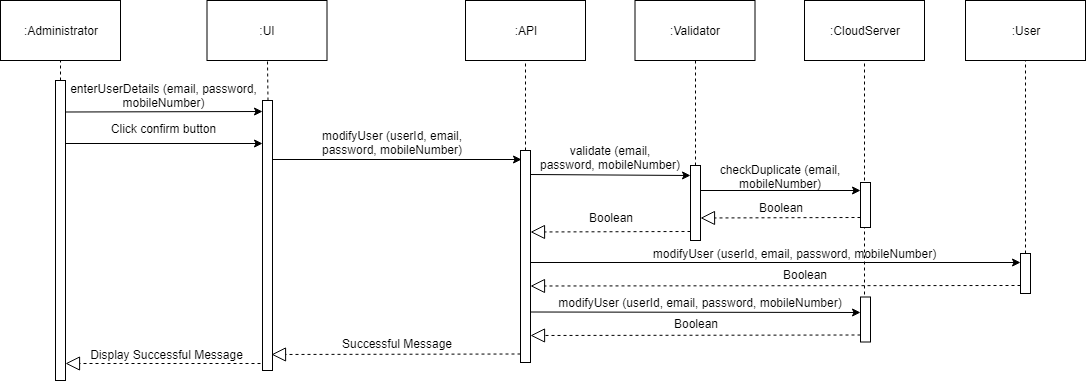 :Administrator
:UI
:API
:Validator
:CloudServer
:User
enterUserDetails (email, password,
mobileNumber)
Click confirm button
modifyUser (userId, email,
password, mobileNumber)
validate (email,
password, mobileNumber)
checkDuplicate (email,
mobileNumber)
Boolean
Boolean
modifyUser (userId, email, password, mobileNumber)
Boolean
modifyUser (userId, email, password, mobileNumber)
Boolean
Successful Message
Display Successful Message